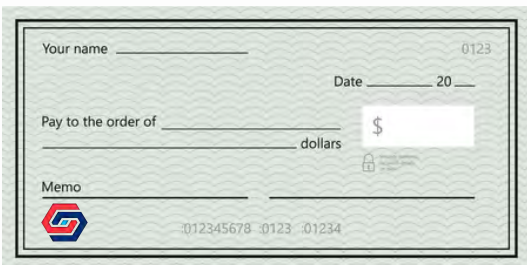 Your name 0123
Date 20
Pay to the order of $
dollars
Memo
:012345678 :0123 :01234